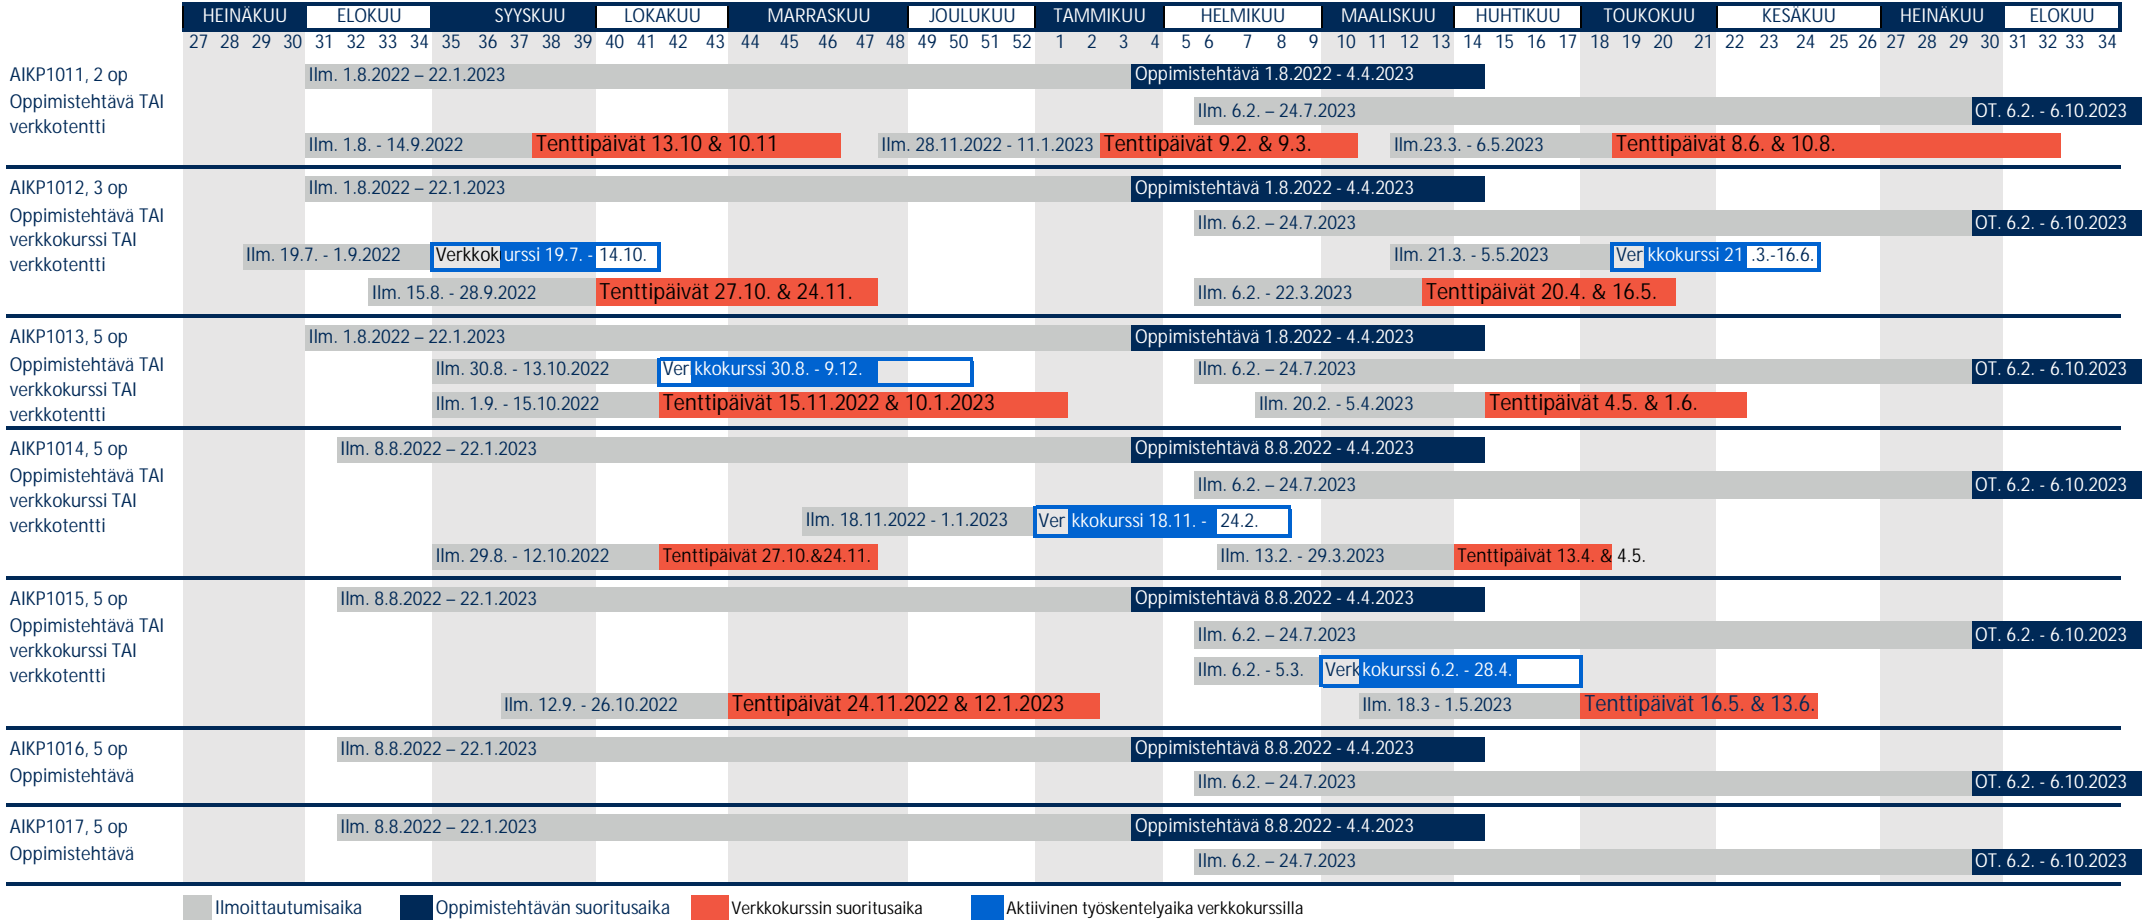 HEINÄKUU ELOKUU SYYSKUU LOKAKUU MARRASKUU JOULUKUU TAMMIKUU HELMIKUU MAALISKUU HUHTIKUU TOUKOKUU KESÄKUU HEINÄKUU ELOKUU
27 28 29 30 31 32 33 34 35 36 37 38 39 40 41 42 43 44 45 46 47 48 49 50 51 52 1 2 3 4 5 6 7 8 9 10 11 12 13 14 15 16 17 18 19 20 21 22 23 24 25 26 27 28 29 30 31 32 33 34
AIKP1011, 2 op
Oppimistehtävä TAI
verkkotentti
Ilm. 1.8.2022 – 22.1.2023 Oppimistehtävä 1.8.2022 - 4.4.2023
Ilm. 6.2. – 24.7.2023 OT. 6.2. - 6.10.2023
Ilm. 1.8. - 14.9.2022 Tenttipäivät 13.10 & 10.11 Ilm. 28.11.2022 - 11.1.2023 Tenttipäivät 9.2. & 9.3. Ilm.23.3. - 6.5.2023 Tenttipäivät 8.6. & 10.8.
AIKP1012, 3 op
Oppimistehtävä TAI
verkkokurssi TAI
verkkotentti
Ilm. 1.8.2022 – 22.1.2023 Oppimistehtävä 1.8.2022 - 4.4.2023
Ilm. 6.2. – 24.7.2023 OT. 6.2. - 6.10.2023
Ilm. 19.7. - 1.9.2022 Verkkokurssi 19.7. - 14.10. Ilm. 21.3. - 5.5.2023 Verkkokurssi 21.3.-16.6.
Ilm. 15.8. - 28.9.2022 Tenttipäivät 27.10. & 24.11. Ilm. 6.2. - 22.3.2023 Tenttipäivät 20.4. & 16.5.
AIKP1013, 5 op
Oppimistehtävä TAI
verkkokurssi TAI
verkkotentti
Ilm. 1.8.2022 – 22.1.2023 Oppimistehtävä 1.8.2022 - 4.4.2023
Ilm. 30.8. - 13.10.2022 Verkkokurssi 30.8. - 9.12. Ilm. 6.2. – 24.7.2023 OT. 6.2. - 6.10.2023
Ilm. 1.9. - 15.10.2022 Tenttipäivät 15.11.2022 & 10.1.2023 Ilm. 20.2. - 5.4.2023 Tenttipäivät 4.5. & 1.6.
AIKP1014, 5 op
Oppimistehtävä TAI
verkkokurssi TAI
verkkotentti
Ilm. 8.8.2022 – 22.1.2023 Oppimistehtävä 8.8.2022 - 4.4.2023
Ilm. 6.2. – 24.7.2023 OT. 6.2. - 6.10.2023
Ilm. 18.11.2022 - 1.1.2023 Verkkokurssi 18.11. - 24.2.
Ilm. 29.8. - 12.10.2022 Tenttipäivät 27.10.&24.11. Ilm. 13.2. - 29.3.2023 Tenttipäivät 13.4. & 4.5.
AIKP1015, 5 op
Oppimistehtävä TAI
verkkokurssi TAI
verkkotentti
Ilm. 8.8.2022 – 22.1.2023 Oppimistehtävä 8.8.2022 - 4.4.2023
Ilm. 6.2. – 24.7.2023 OT. 6.2. - 6.10.2023
Ilm. 6.2. - 5.3. Verkkokurssi 6.2. - 28.4.
Ilm. 12.9. - 26.10.2022 Tenttipäivät 24.11.2022 & 12.1.2023 Ilm. 18.3 - 1.5.2023 Tenttipäivät 16.5. & 13.6.
AIKP1016, 5 op
Oppimistehtävä
Ilm. 8.8.2022 – 22.1.2023 Oppimistehtävä 8.8.2022 - 4.4.2023
Ilm. 6.2. – 24.7.2023 OT. 6.2. - 6.10.2023
AIKP1017, 5 op
Oppimistehtävä
Ilm. 8.8.2022 – 22.1.2023 Oppimistehtävä 8.8.2022 - 4.4.2023
Ilm. 6.2. – 24.7.2023 OT. 6.2. - 6.10.2023
Ilmoittautumisaika Oppimistehtävän suoritusaika Verkkokurssin suoritusaika Aktiivinen työskentelyaika verkkokurssilla